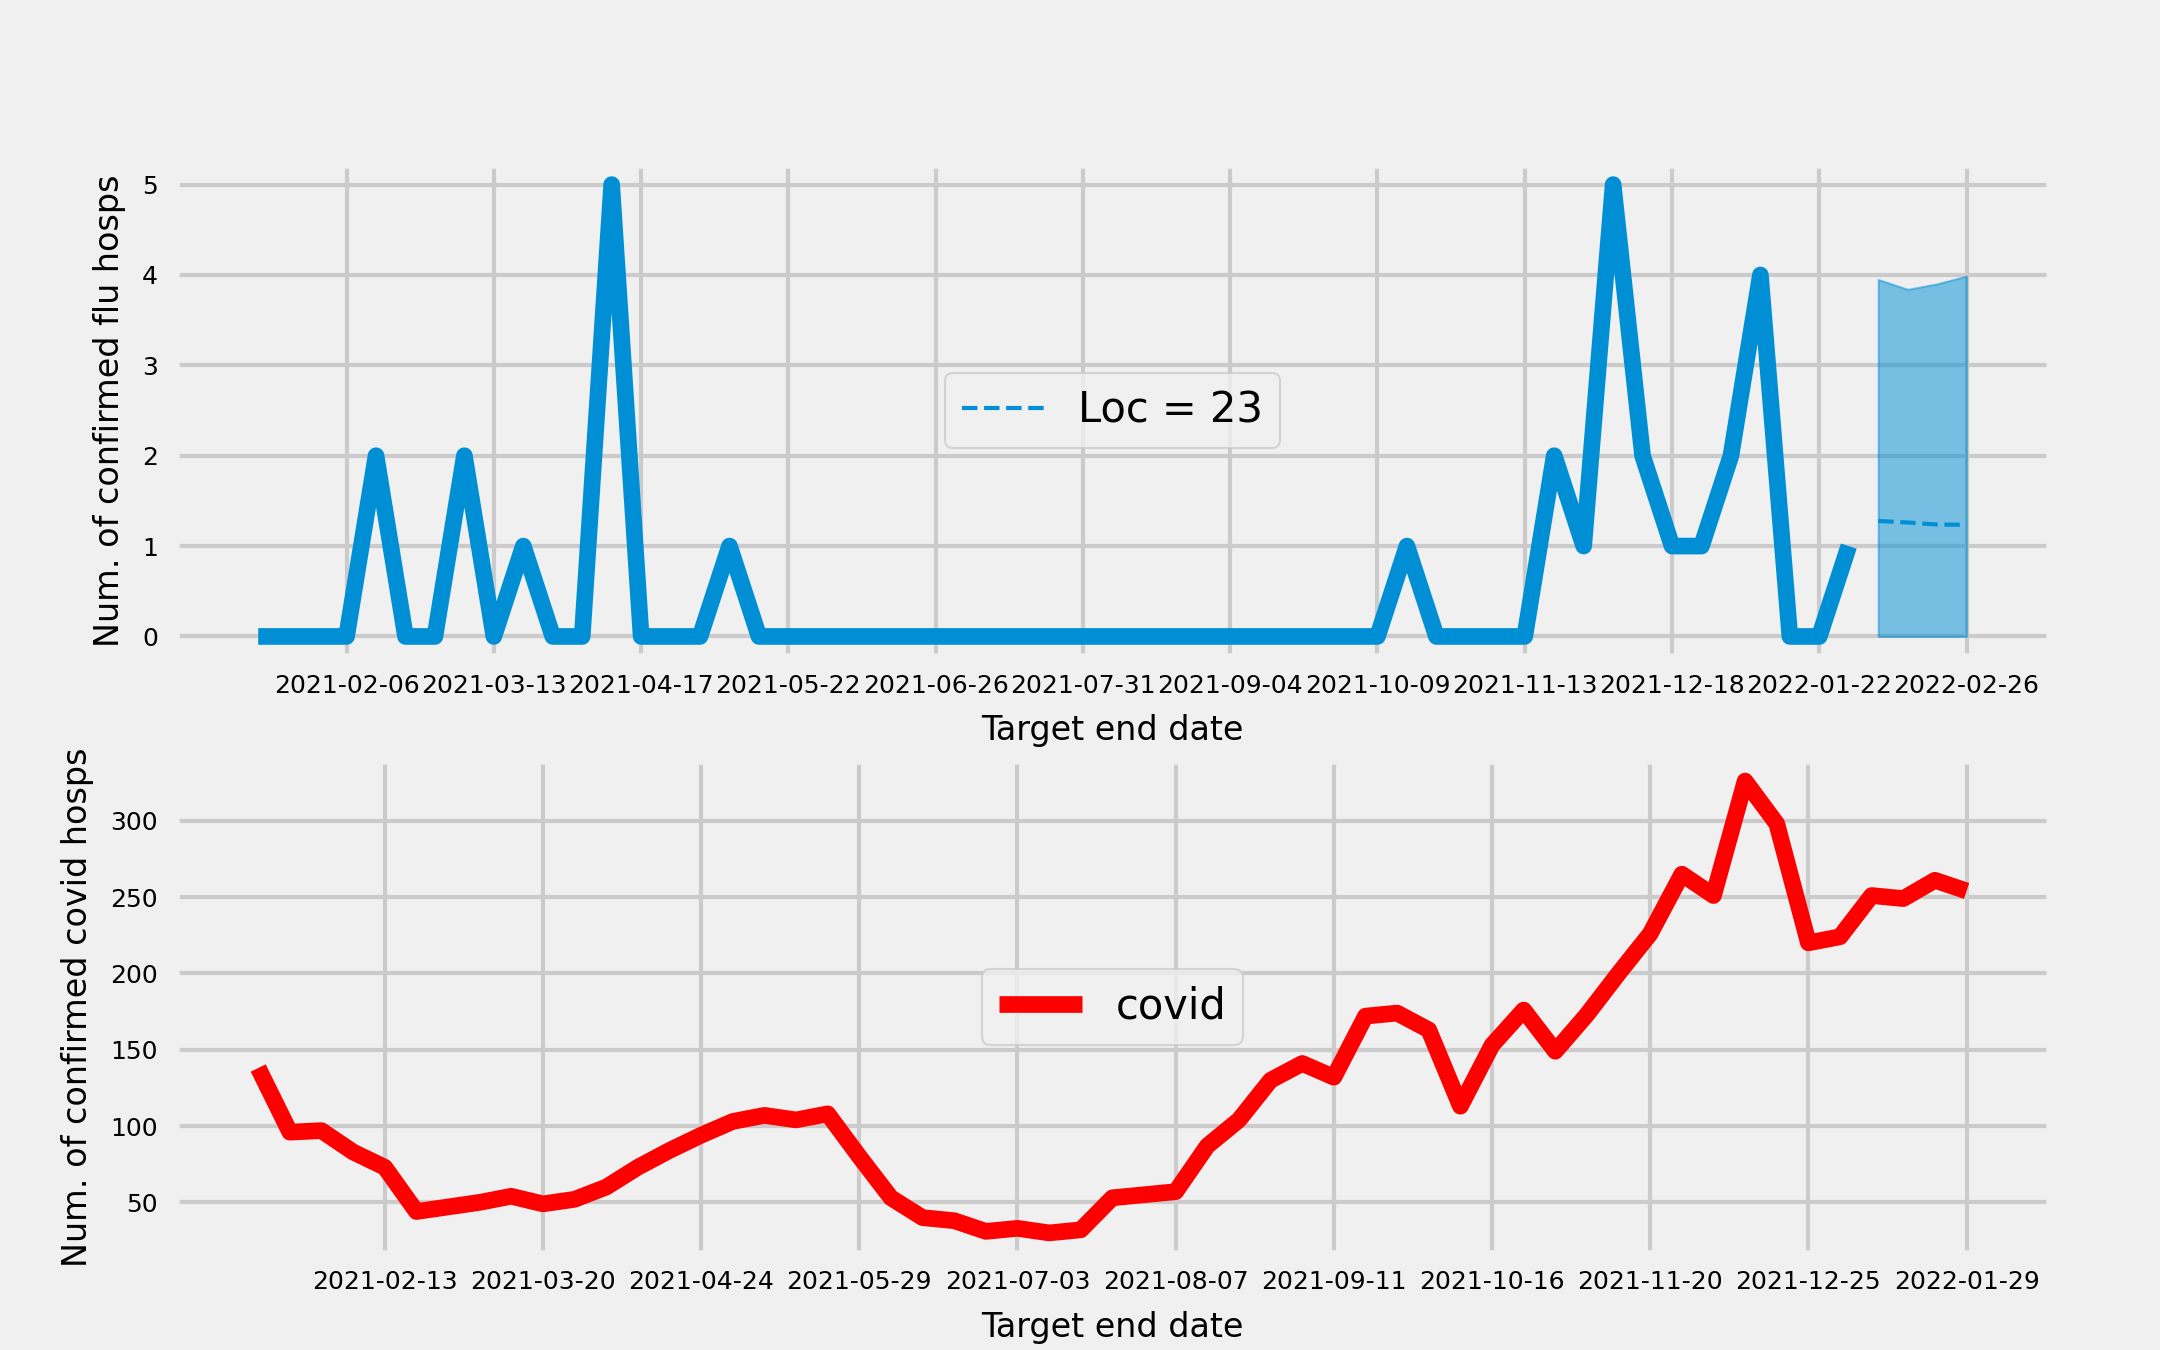 Num. of confirmed flu hosps
5
4
3
2
1
0
Loc = 23
2021-02-06 2021-03-13 2021-04-17 2021-05-22 2021-06-26 2021-07-31 2021-09-04 2021-10-09 2021-11-13 2021-12-18 2022-01-22 2022-02-26
Target end date
Num. of confirmed covid hosps
300
250
200
150
100
50
covid
2021-02-13 2021-03-20 2021-04-24 2021-05-29 2021-07-03 2021-08-07 2021-09-11 2021-10-16 2021-11-20 2021-12-25 2022-01-29
Target end date